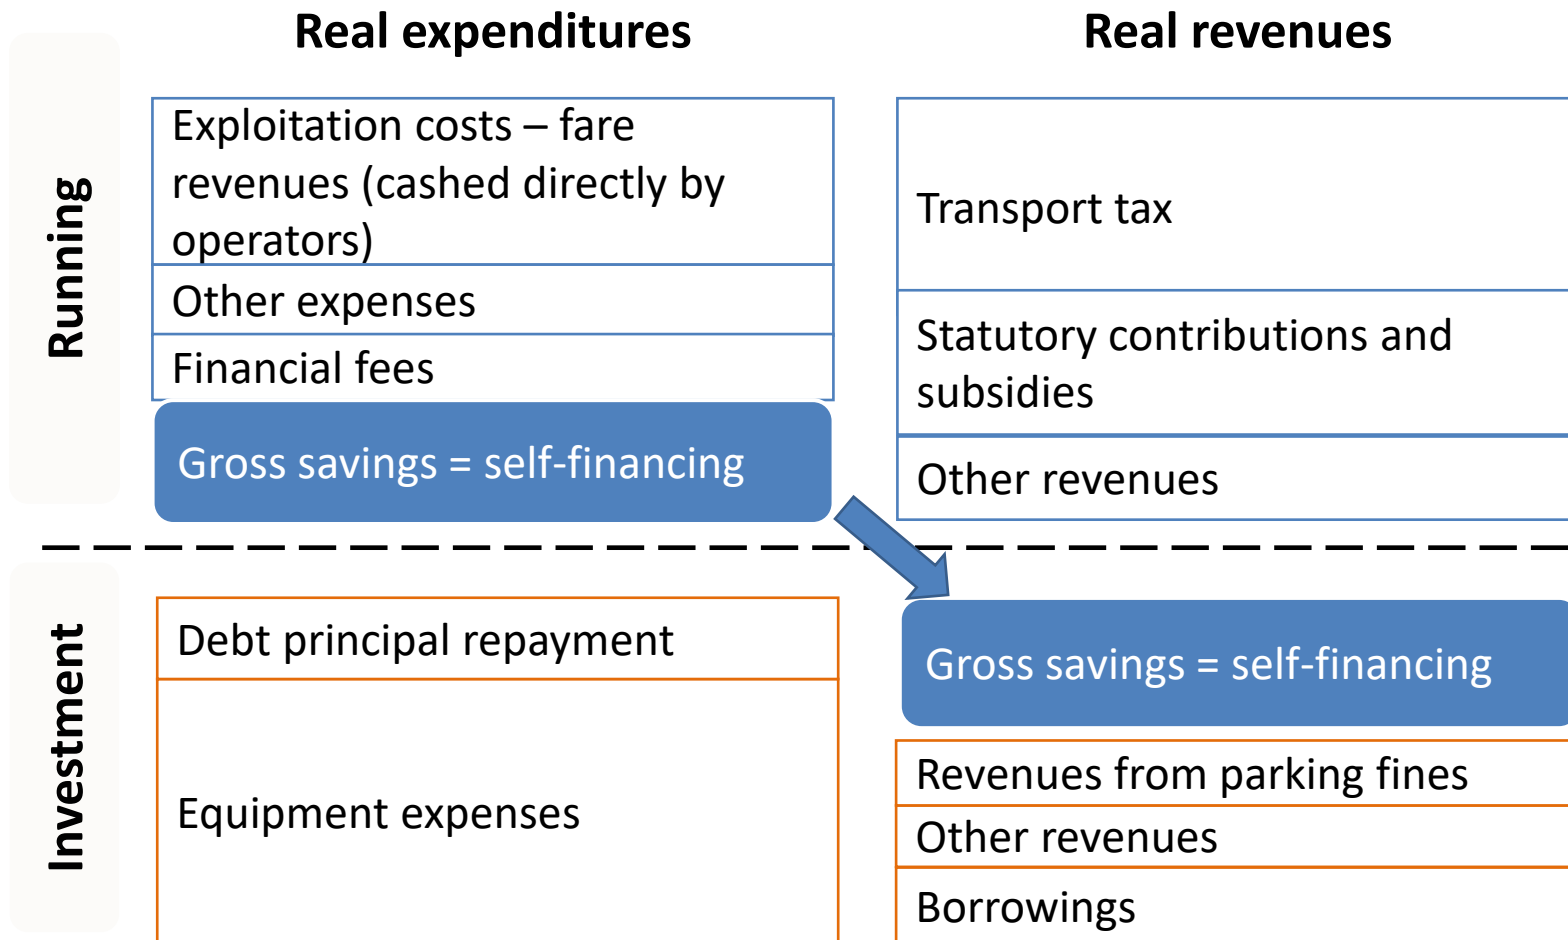 Real expenditures
Real revenues
Running
Exploitation costs – fare
revenues (cashed directly by
operators)
Other expenses
Financial fees
Gross savings = self-financing
Transport tax
Statutory contributions and
subsidies
Other revenues
Investment
Debt principal repayment
Equipment expenses
Gross savings = self-financing
Revenues from parking fines
Other revenues
Borrowings